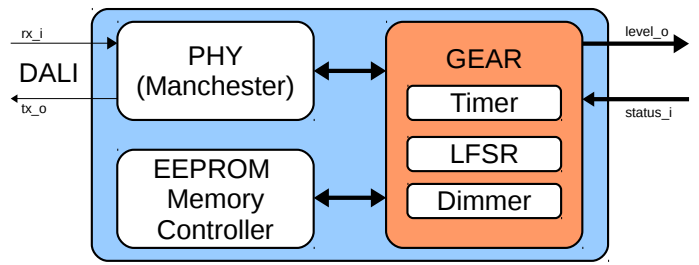 rx_i
DALI
tx_o
PHY
(Manchester)
EEPROM
Memory
Controller
GEAR
Timer
LFSR
Dimmer
level_o
status_i